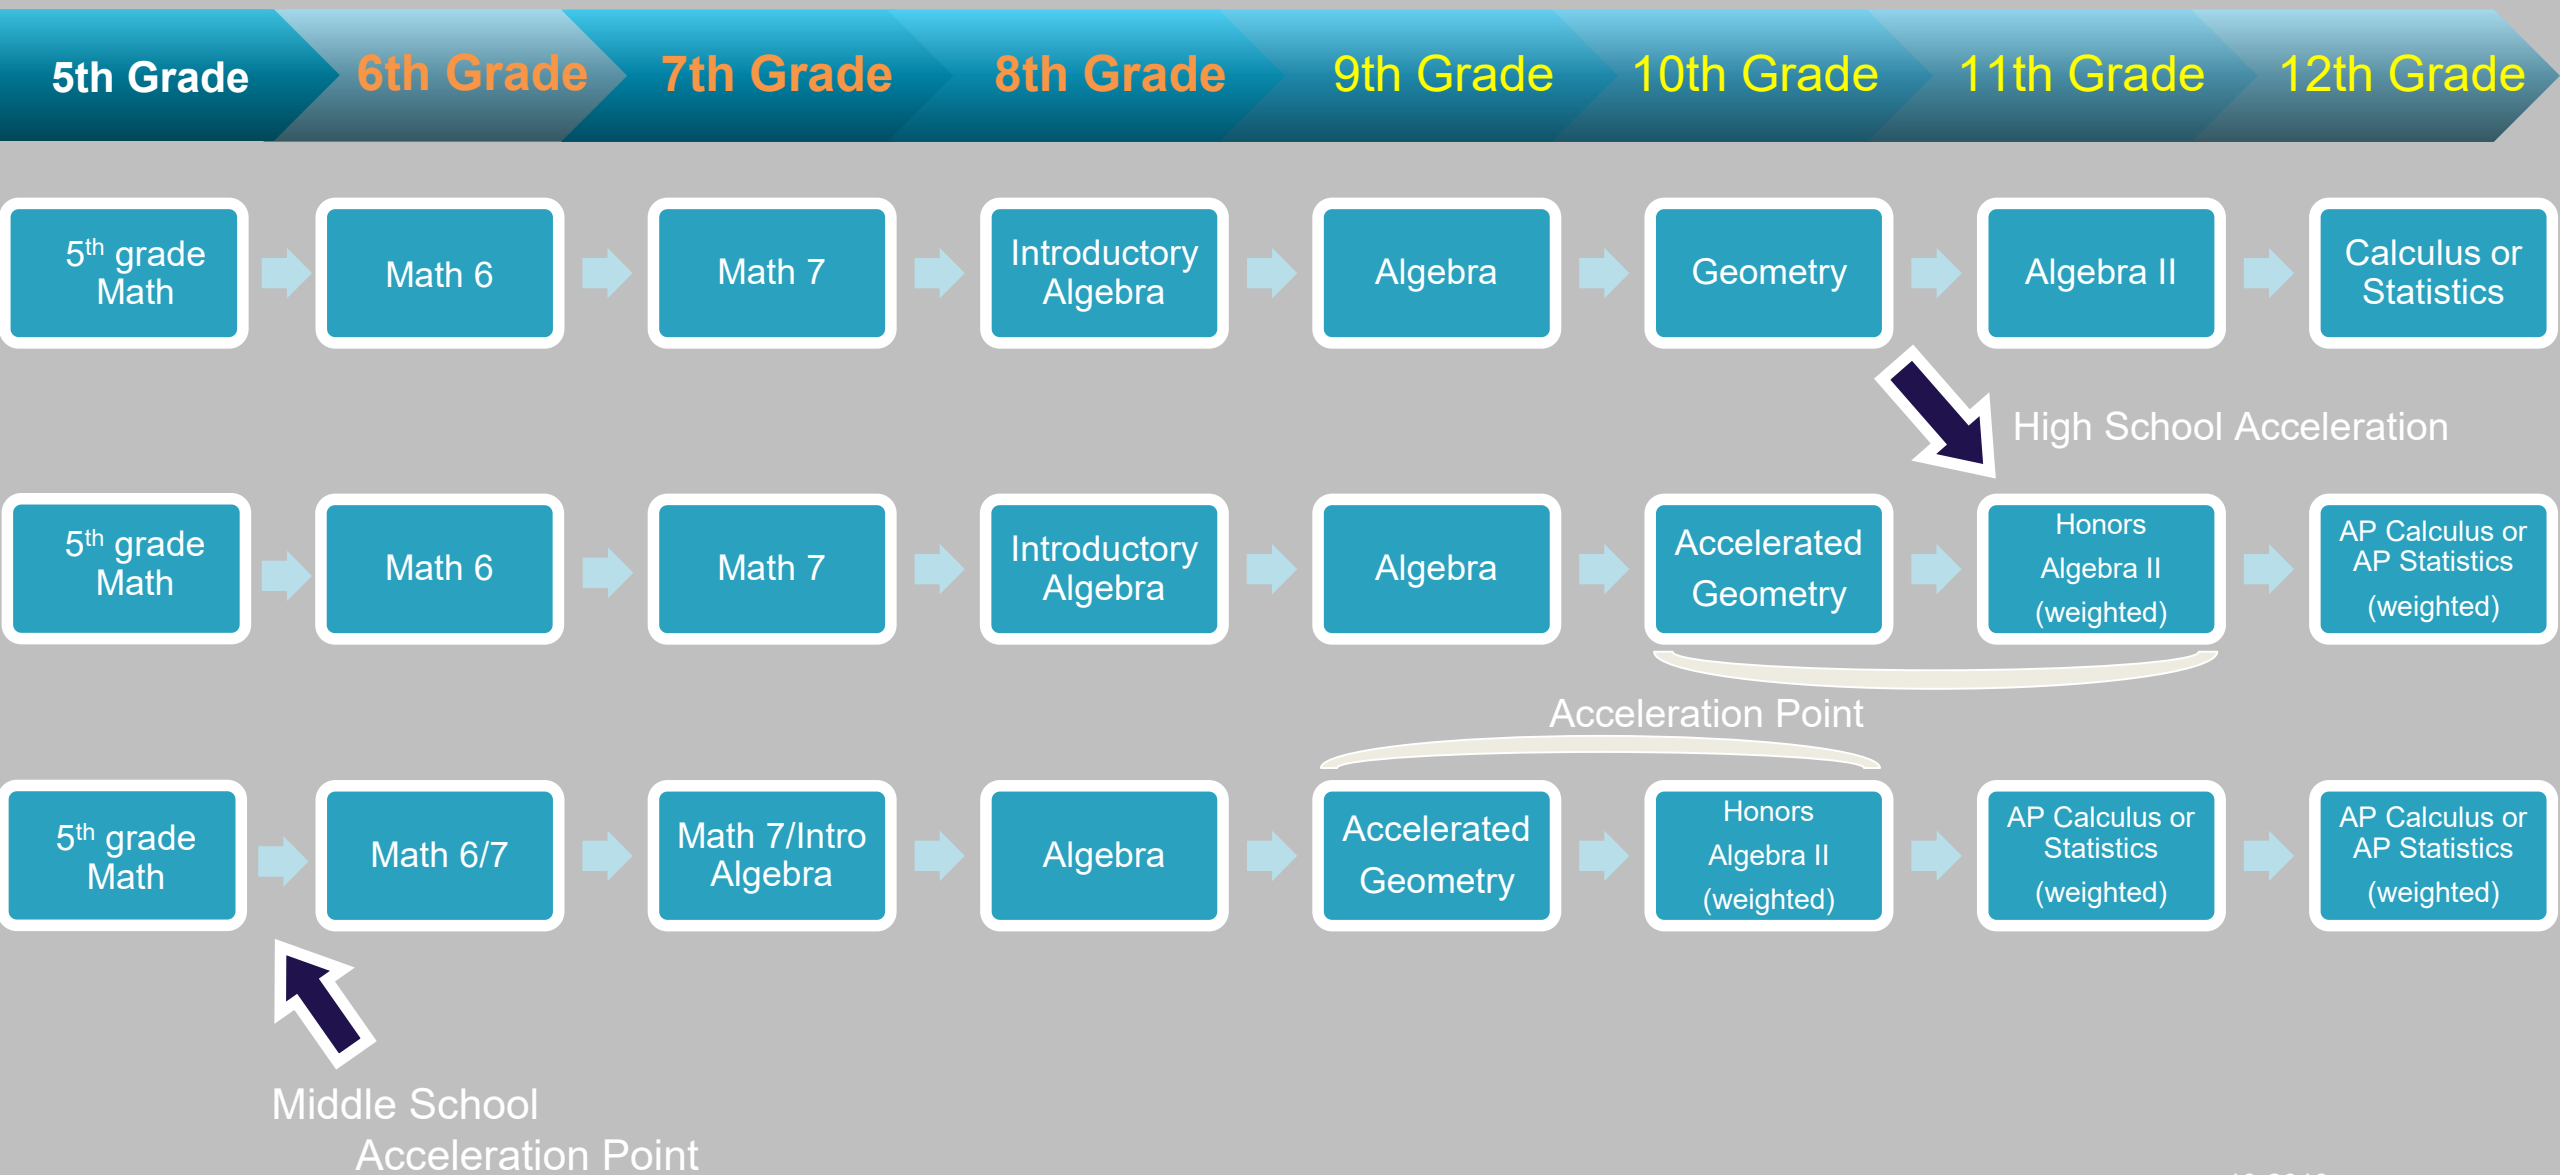 5th Grade
6th Grade
7th Grade
8th Grade
9th Grade
10th Grade
11th Grade
12th Grade
5th grade
Math
Math 6
Math 7
Introductory
Algebra
Algebra
Geometry
Algebra II
Calculus or
Statistics
High School Acceleration
5th grade
Math
Math 6
Math 7
Introductory
Algebra
Algebra
Accelerated
Geometry
Honors
Algebra II
(weighted)
AP Calculus or
AP Statistics
(weighted)
Acceleration Point
5th grade
Math
Math 6/7
Math 7/Intro
Algebra
Algebra
Accelerated
Geometry
Honors
Algebra II
(weighted)
AP Calculus or
Statistics
(weighted)
AP Calculus or
AP Statistics
(weighted)
Middle School
Acceleration Point